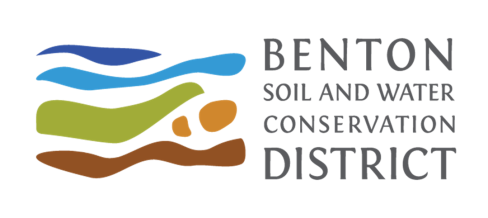 BENTON
SOIL AND WATER
CONSERVATION
DISTRICT